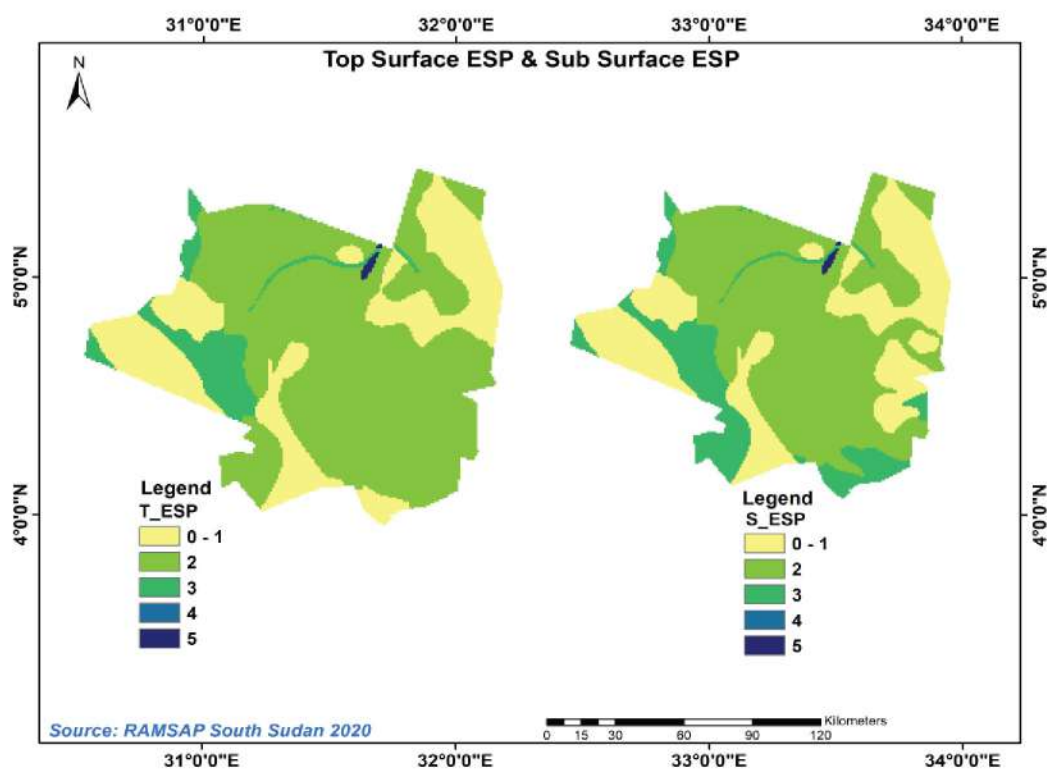 31°0'0"E 32°0'0"E 33°0'0"E 34°0'0"E
Top Surface ESP & Sub Surface ESP
N
5°0'0"N 5°0'0"N
4°0'0"N 4°0'0"N
Legend
T_ESP
0 - 1
2
3
4
5
Legend
S_ESP
0 - 1
2
3
4
5
Source: RAMSAP South Sudan 2020
Kilometers
0 15 30 60 90 120
31°0'0"E 32°0'0"E 33°0'0"E 34°0'0"E